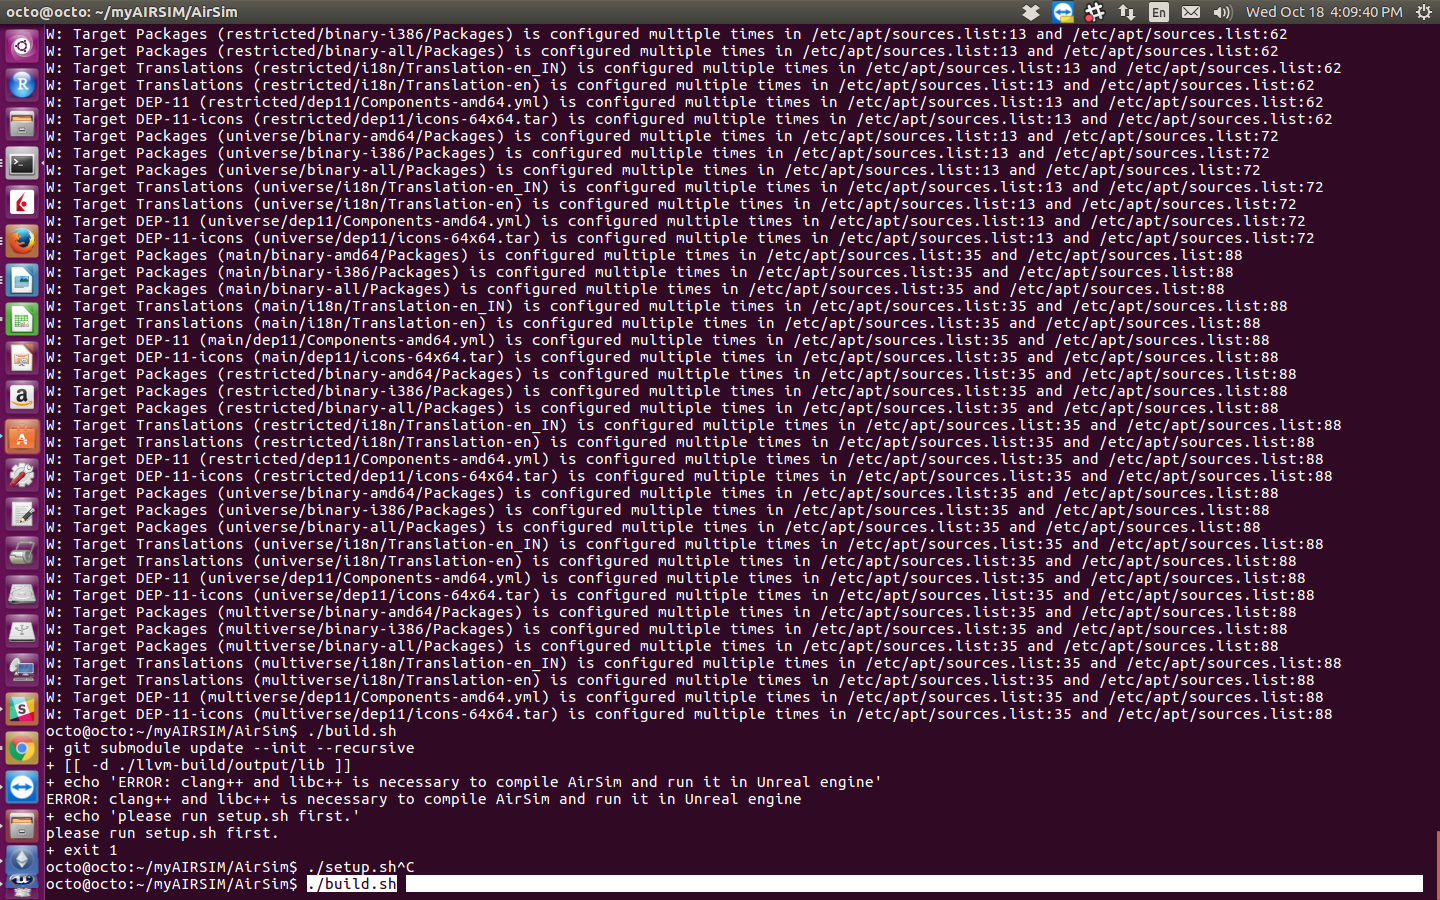 octo@octo: ~/myAIRSIM/AirSim
En
Wed Oct 18 4:09:40 PM
W: Target Packages (restricted/binary-i386/Packages) is configured multiple times in /etc/apt/sources.list:13 and /etc/apt/sources.list:62
W: Target Packages (restricted/binary-all/Packages) is configured multiple times in /etc/apt/sources.list:13 and /etc/apt/sources.list:62
W: Target Translations (restricted/i18n/Translation-en_IN) is configured multiple times in /etc/apt/sources.list:13 and /etc/apt/sources.list:62
W: Target Translations (restricted/i18n/Translation-en) is configured multiple times in /etc/apt/sources.list:13 and /etc/apt/sources.list:62
W: Target DEP-11 (restricted/dep11/Components-amd64.yml) is configured multiple times in /etc/apt/sources.list:13 and /etc/apt/sources.list:62
W: Target DEP-11-icons (restricted/dep11/icons-64x64.tar) is configured multiple times in /etc/apt/sources.list:13 and /etc/apt/sources.list:62
W: Target Packages (universe/binary-amd64/Packages) is configured multiple times in /etc/apt/sources.list:13 and /etc/apt/sources.list:72
W: Target Packages (universe/binary-i386/Packages) is configured multiple times in /etc/apt/sources.list:13 and /etc/apt/sources.list:72
W: Target Packages (universe/binary-all/Packages) is configured multiple times in /etc/apt/sources.list:13 and /etc/apt/sources.list:72
W: Target Translations (universe/i18n/Translation-en_IN) is configured multiple times in /etc/apt/sources.list:13 and /etc/apt/sources.list:72
W: Target Translations (universe/i18n/Translation-en) is configured multiple times in /etc/apt/sources.list:13 and /etc/apt/sources.list:72
W: Target DEP-11 (universe/dep11/Components-amd64.yml) is configured multiple times in /etc/apt/sources.list:13 and /etc/apt/sources.list:72
W: Target DEP-11-icons (universe/dep11/icons-64x64.tar) is configured multiple times in /etc/apt/sources.list:13 and /etc/apt/sources.list:72
W: Target Packages (main/binary-amd64/Packages) is configured multiple times in /etc/apt/sources.list:35 and /etc/apt/sources.list:88
W: Target Packages (main/binary-i386/Packages) is configured multiple times in /etc/apt/sources.list:35 and /etc/apt/sources.list:88
W: Target Packages (main/binary-all/Packages) is configured multiple times in /etc/apt/sources.list:35 and /etc/apt/sources.list:88
W: Target Translations (main/i18n/Translation-en_IN) is configured multiple times in /etc/apt/sources.list:35 and /etc/apt/sources.list:88
W: Target Translations (main/i18n/Translation-en) is configured multiple times in /etc/apt/sources.list:35 and /etc/apt/sources.list:88
W: Target DEP-11 (main/dep11/Components-amd64.yml) is configured multiple times in /etc/apt/sources.list:35 and /etc/apt/sources.list:88
W: Target DEP-11-icons (main/dep11/icons-64x64.tar) is configured multiple times in /etc/apt/sources.list:35 and /etc/apt/sources.list:88
W: Target Packages (restricted/binary-amd64/Packages) is configured multiple times in /etc/apt/sources.list:35 and /etc/apt/sources.list:88
W: Target Packages (restricted/binary-i386/Packages) is configured multiple times in /etc/apt/sources.list:35 and /etc/apt/sources.list:88
W: Target Packages (restricted/binary-all/Packages) is configured multiple times in /etc/apt/sources.list:35 and /etc/apt/sources.list:88
W: Target Translations (restricted/i18n/Translation-en_IN) is configured multiple times in /etc/apt/sources.list:35 and /etc/apt/sources.list:88
W: Target Translations (restricted/i18n/Translation-en) is configured multiple times in /etc/apt/sources.list:35 and /etc/apt/sources.list:88
W: Target DEP-11 (restricted/dep11/Components-amd64.yml) is configured multiple times in /etc/apt/sources.list:35 and /etc/apt/sources.list:88
W: Target DEP-11-icons (restricted/dep11/icons-64x64.tar) is configured multiple times in /etc/apt/sources.list:35 and /etc/apt/sources.list:88
W: Target Packages (universe/binary-amd64/Packages) is configured multiple times in /etc/apt/sources.list:35 and /etc/apt/sources.list:88
W: Target Packages (universe/binary-i386/Packages) is configured multiple times in /etc/apt/sources.list:35 and /etc/apt/sources.list:88
W: Target Packages (universe/binary-all/Packages) is configured multiple times in /etc/apt/sources.list:35 and /etc/apt/sources.list:88
W: Target Translations (universe/i18n/Translation-en_IN) is configured multiple times in /etc/apt/sources.list:35 and /etc/apt/sources.list:88
W: Target Translations (universe/i18n/Translation-en) is configured multiple times in /etc/apt/sources.list:35 and /etc/apt/sources.list:88
W: Target DEP-11 (universe/dep11/Components-amd64.yml) is configured multiple times in /etc/apt/sources.list:35 and /etc/apt/sources.list:88
W: Target DEP-11-icons (universe/dep11/icons-64x64.tar) is configured multiple times in /etc/apt/sources.list:35 and /etc/apt/sources.list:88
W: Target Packages (multiverse/binary-amd64/Packages) is configured multiple times in /etc/apt/sources.list:35 and /etc/apt/sources.list:88
W: Target Packages (multiverse/binary-i386/Packages) is configured multiple times in /etc/apt/sources.list:35 and /etc/apt/sources.list:88
W: Target Packages (multiverse/binary-all/Packages) is configured multiple times in /etc/apt/sources.list:35 and /etc/apt/sources.list:88
W: Target Translations (multiverse/i18n/Translation-en_IN) is configured multiple times in /etc/apt/sources.list:35 and /etc/apt/sources.list:88
W: Target Translations (multiverse/i18n/Translation-en) is configured multiple times in /etc/apt/sources.list:35 and /etc/apt/sources.list:88
W: Target DEP-11 (multiverse/dep11/Components-amd64.yml) is configured multiple times in /etc/apt/sources.list:35 and /etc/apt/sources.list:88
W: Target DEP-11-icons (multiverse/dep11/icons-64x64.tar) is configured multiple times in /etc/apt/sources.list:35 and /etc/apt/sources.list:88
octo@octo:~/myAIRSIM/AirSim$ ./build.sh
+ git submodule update --init --recursive
+ [[ -d ./llvm-build/output/lib ]]
+ echo 'ERROR: clang++ and libc++ is necessary to compile AirSim and run it in Unreal engine'
ERROR: clang++ and libc++ is necessary to compile AirSim and run it in Unreal engine
+ echo 'please run setup.sh first.'
please run setup.sh first.
+ exit 1
octo@octo:~/myAIRSIM/AirSim$ ./setup.sh^C
octo@octo:~/myAIRSIM/AirSim$ ./build.sh